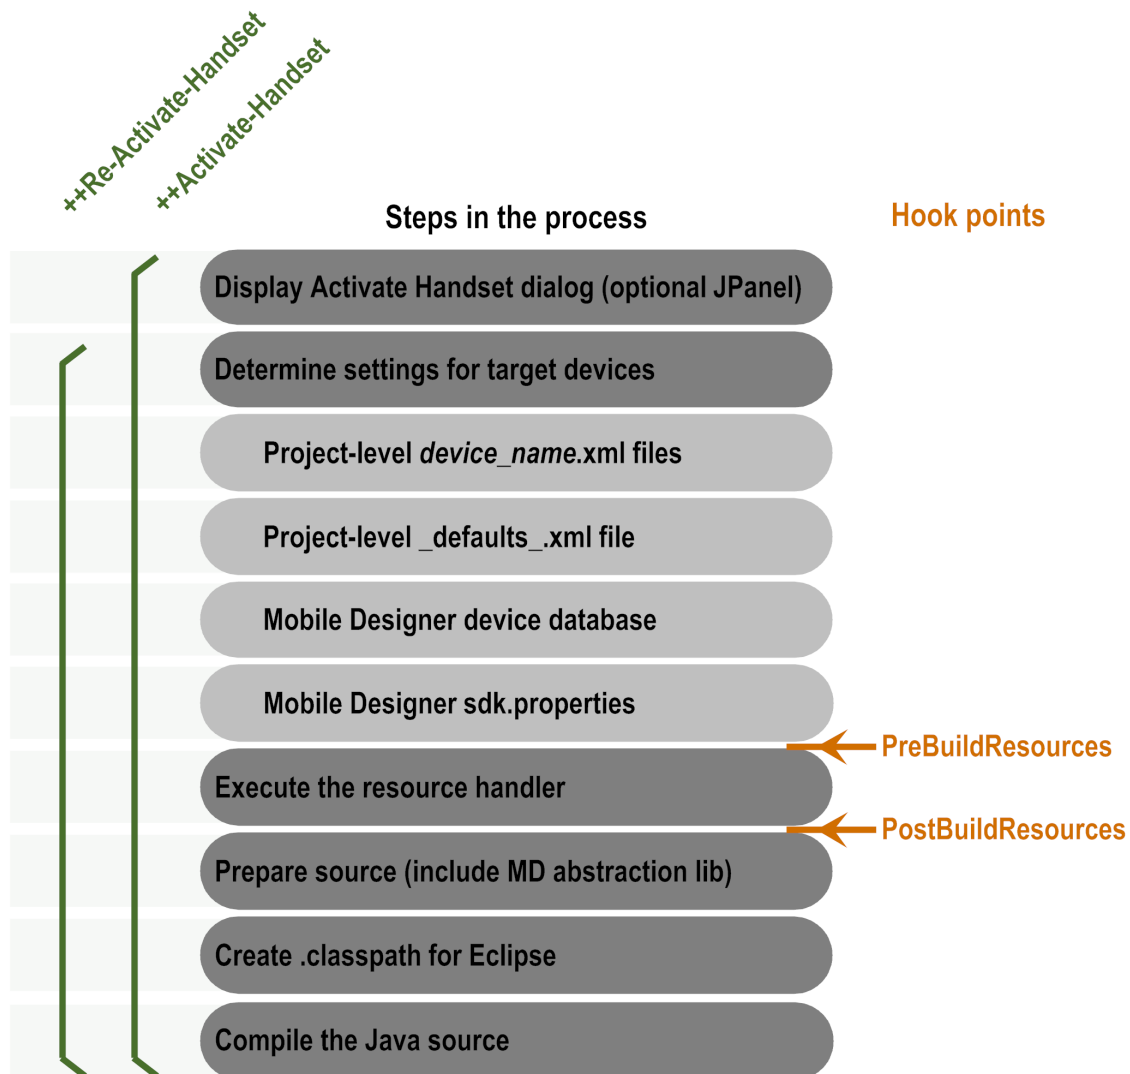 ++Re-Activate-Handset
++Activate-Handset
Steps in the process
Hook points
Display Activate Handset dialog (optional JPanel)
Determine settings for target devices
Project-level device_name.xml files
Project-level _defaults_.xml file
Mobile Designer device database
Mobile Designer sdk.properties
PreBuildResources
Execute the resource handler
PostBuildResources
Prepare source (include MD abstraction lib)
Create .classpath for Eclipse
Compile the Java source